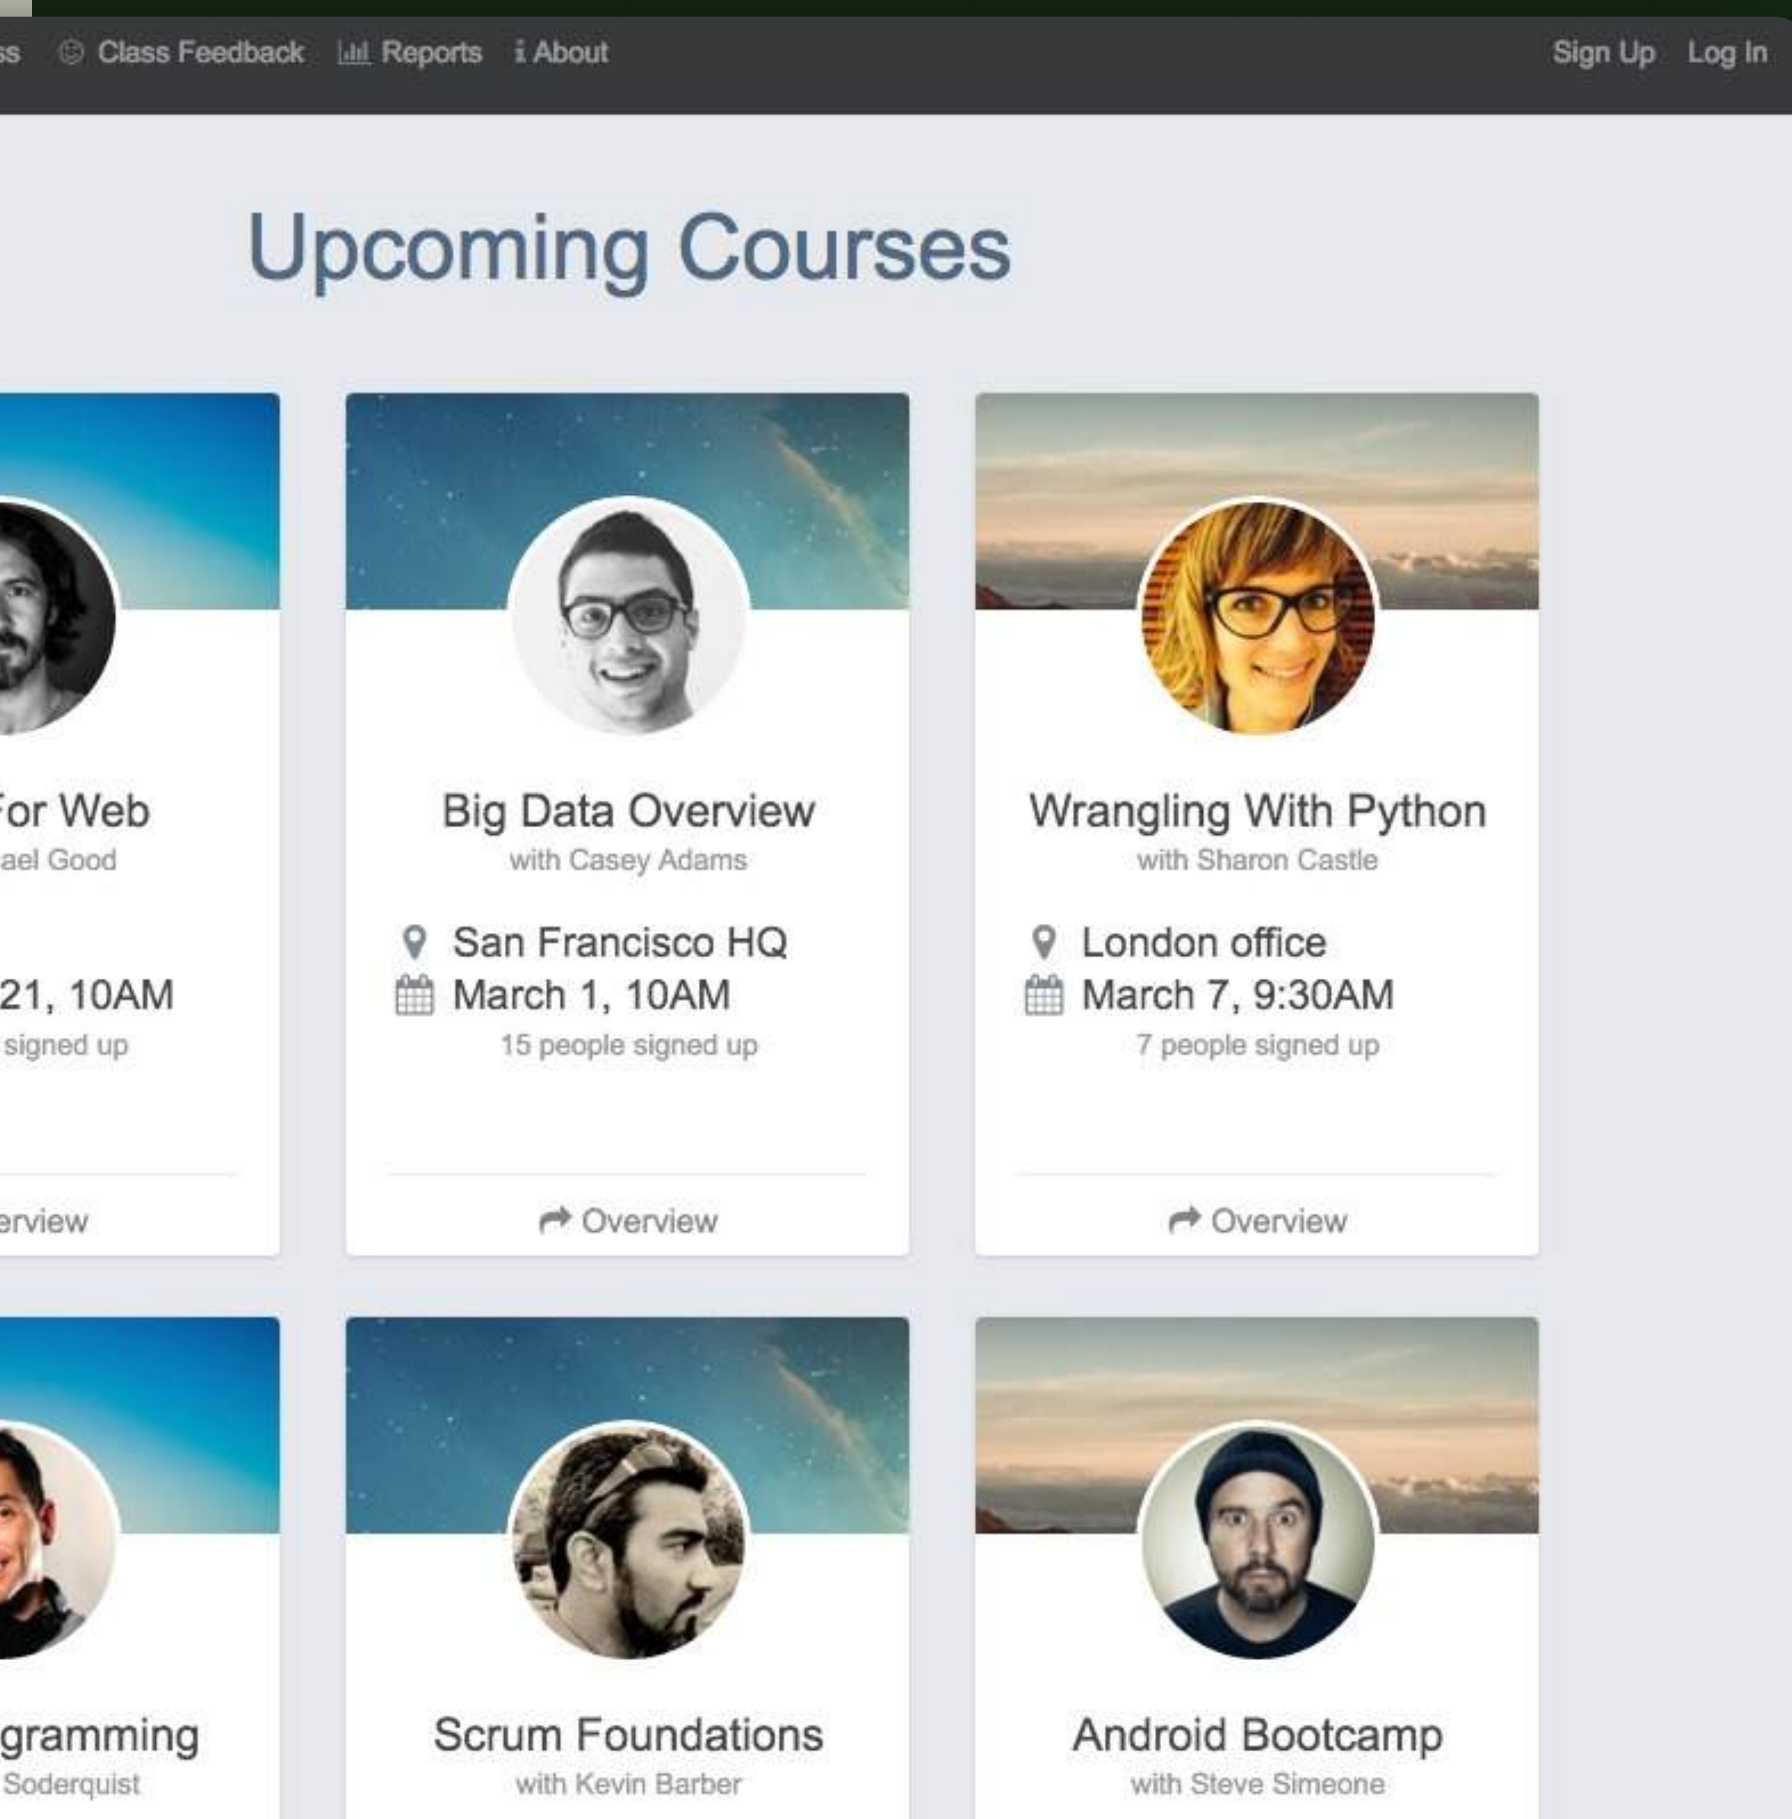 Class Feedback Reports i About Sign Up Log In
Upcoming Courses
For Web
ael Good
21, 10AM
signed up
erview
Big Data Overview
with Casey Adams
San Francisco HQ
March 1, 10AM
15 people signed up
Overview
Wrangling With Python
with Sharon Castle
London office
March 7, 9:30AM
7 people signed up
Overview
gramming
Soderquist
Scrum Foundations
with Kevin Barber
Android Bootcamp
with Steve Simeone